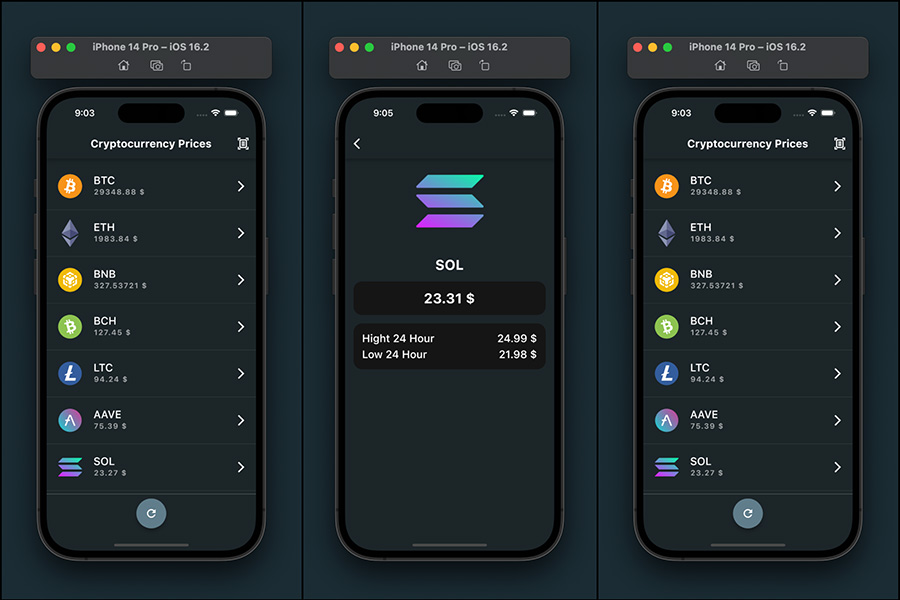 iPhone 14 Pro – iOS 16.2
9:03
Cryptocurrency Prices
BTC
29348.88 $
ETH
1983.84 $
BNB
327.53721 $
BCH
127.45 $
LTC
94.24 $
AAVE
75.39 $
SOL
23.27 $
iPhone 14 Pro – iOS 16.2
9:05
SOL
23.31 $
Hight 24 Hour 24.99 $
Low 24 Hour 21.98 $
iPhone 14 Pro – iOS 16.2
9:03
Cryptocurrency Prices
BTC
29348.88 $
ETH
1983.84 $
BNB
327.53721 $
BCH
127.45 $
LTC
94.24 $
AAVE
75.39 $
SOL
23.27 $